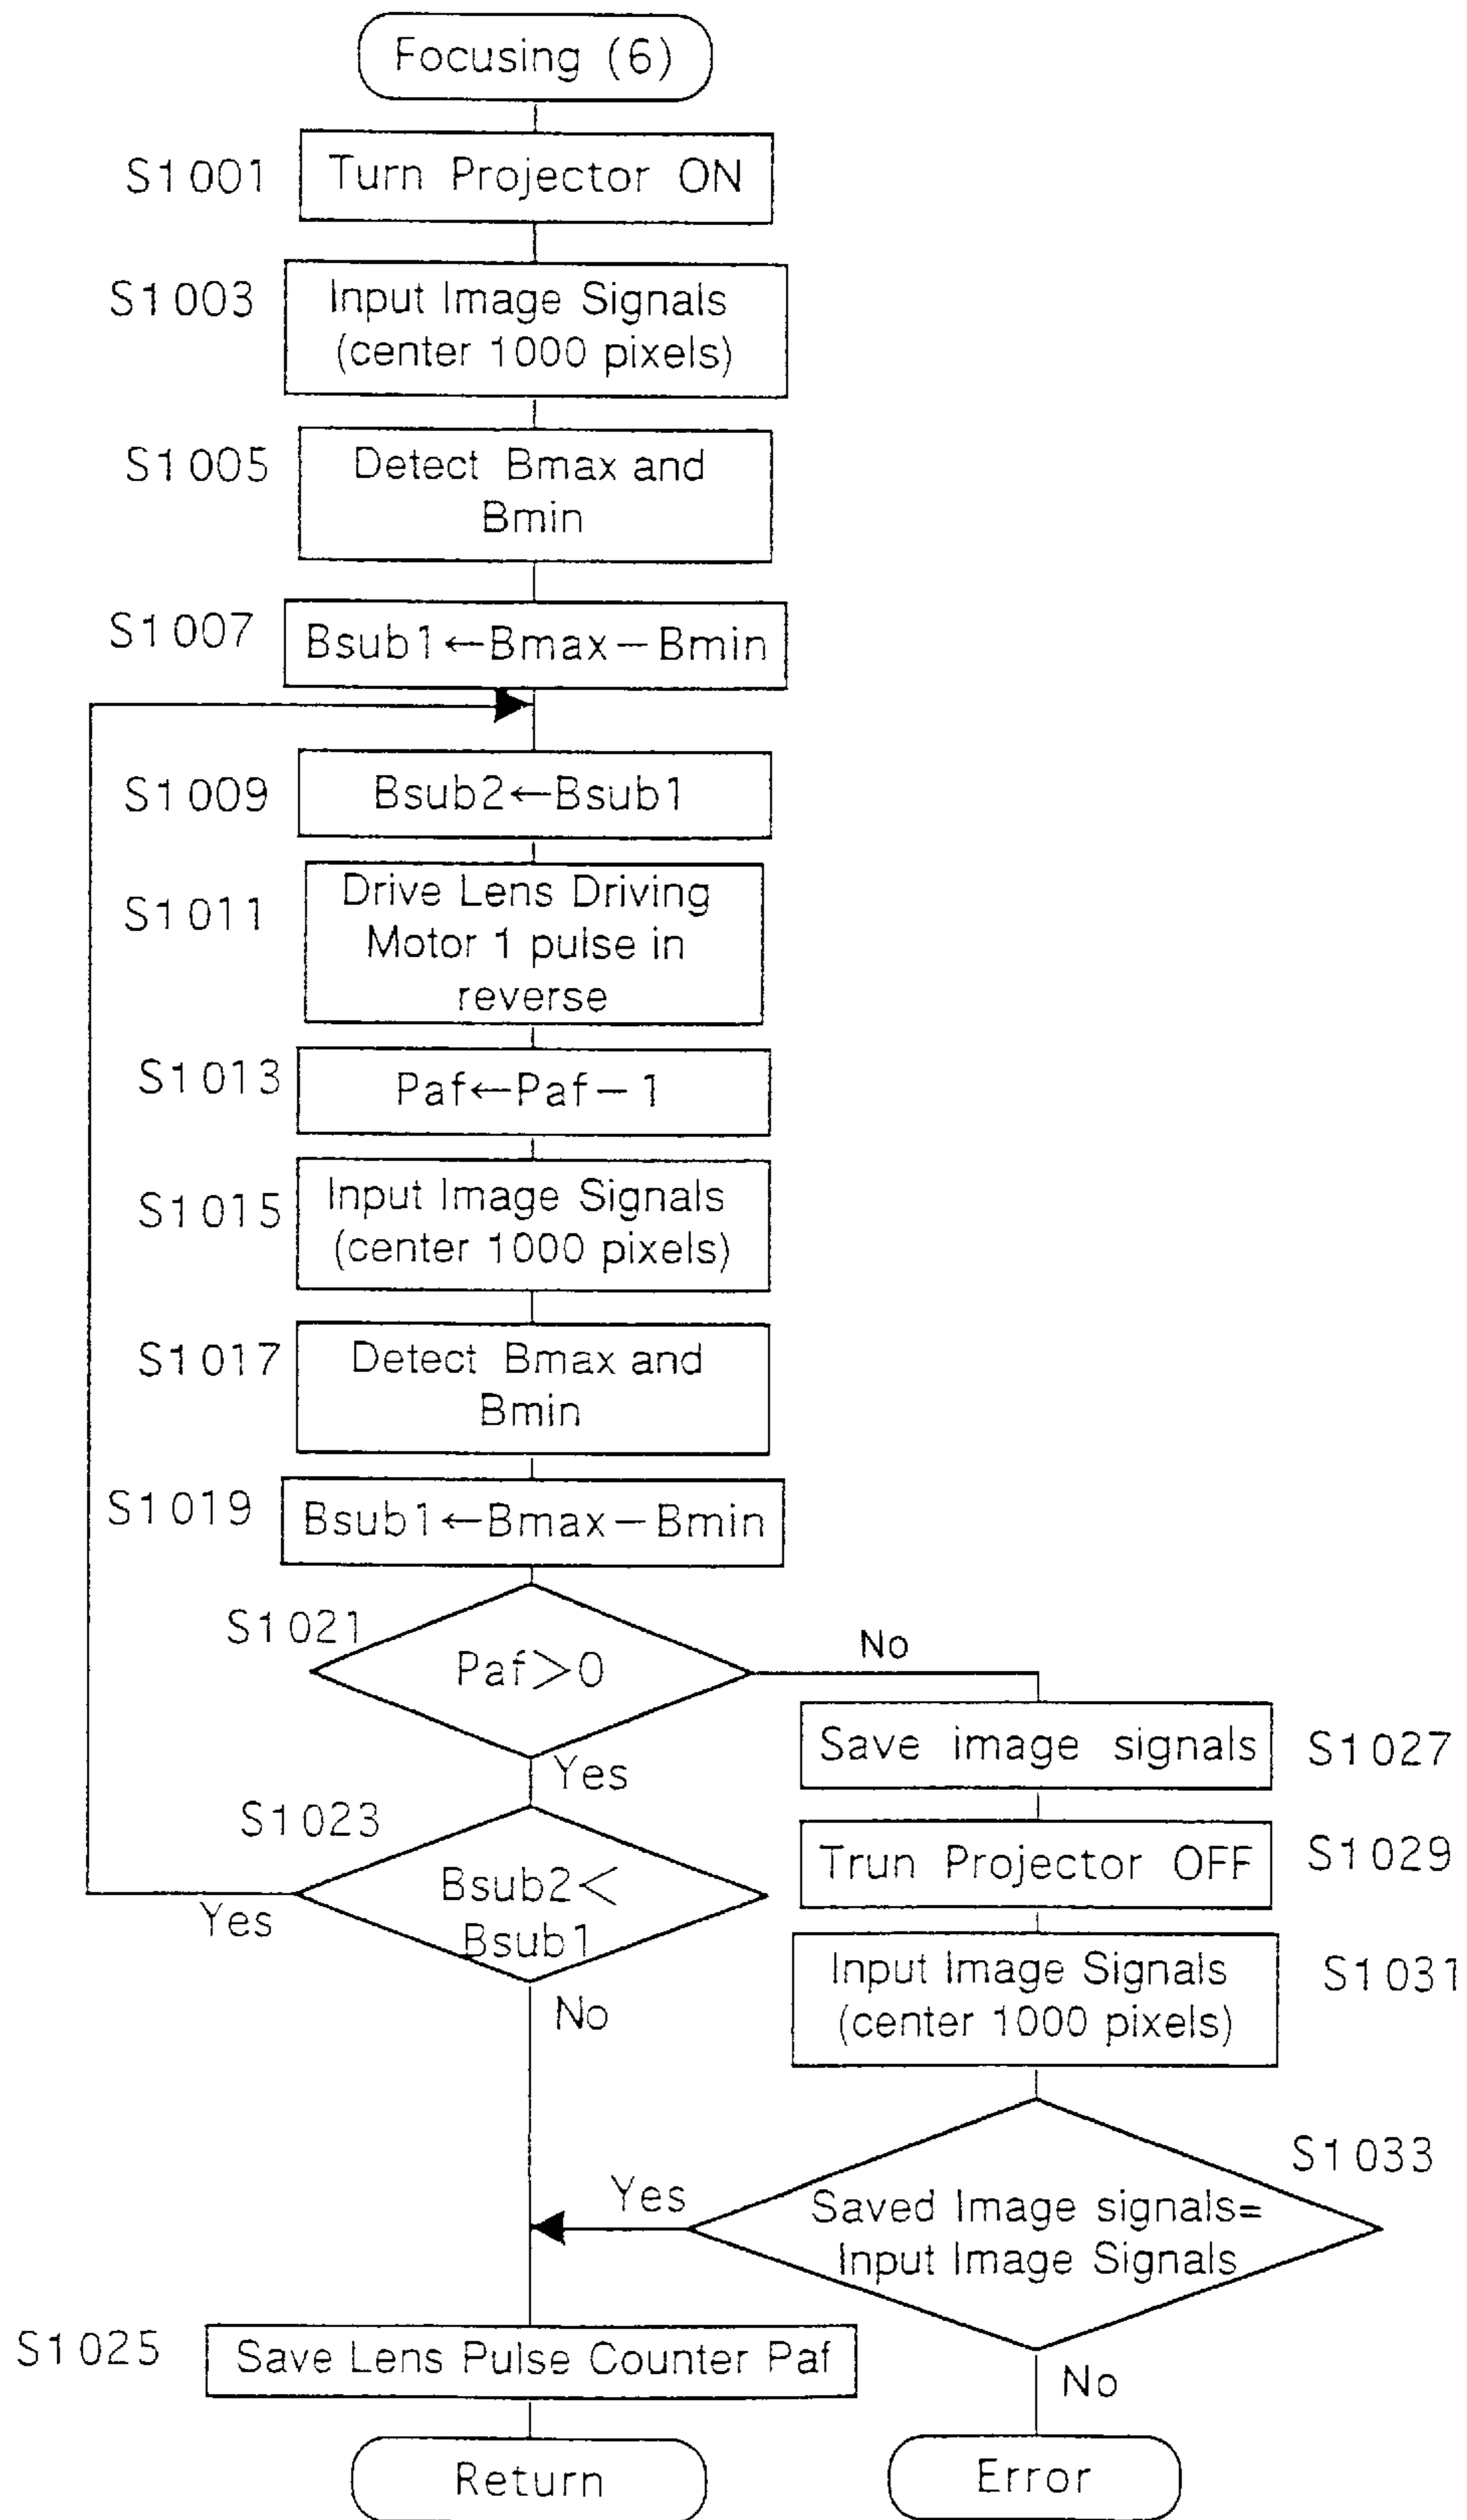 Focusing (6)
S1001
Turn Projector ON
S1003
Input Image Signals
(center 1000 pixels)
S1005
Detect Bmax and
Bmin
S1007
Bsub1←Bmax−Bmin
S1009
Bsub2←Bsub1
S1011
Drive Lens Driving
Motor 1 pulse in
reverse
S1013
Paf←Paf−1
S1015
Input Image Signals
(center 1000 pixels)
S1017
Detect Bmax and
Bmin
S1019
Bsub1←Bmax−Bmin
S1021
Paf>0
No
Yes
Save image signals
S1027
S1023
Bsub2<
Bsub1
Yes
No
Trun Projector OFF
S1029
Input Image Signals
(center 1000 pixels)
S1031
S1033
Saved Image signals=
Input Image Signals
Yes
No
S1025
Save Lens Pulse Counter Paf
Return
Error